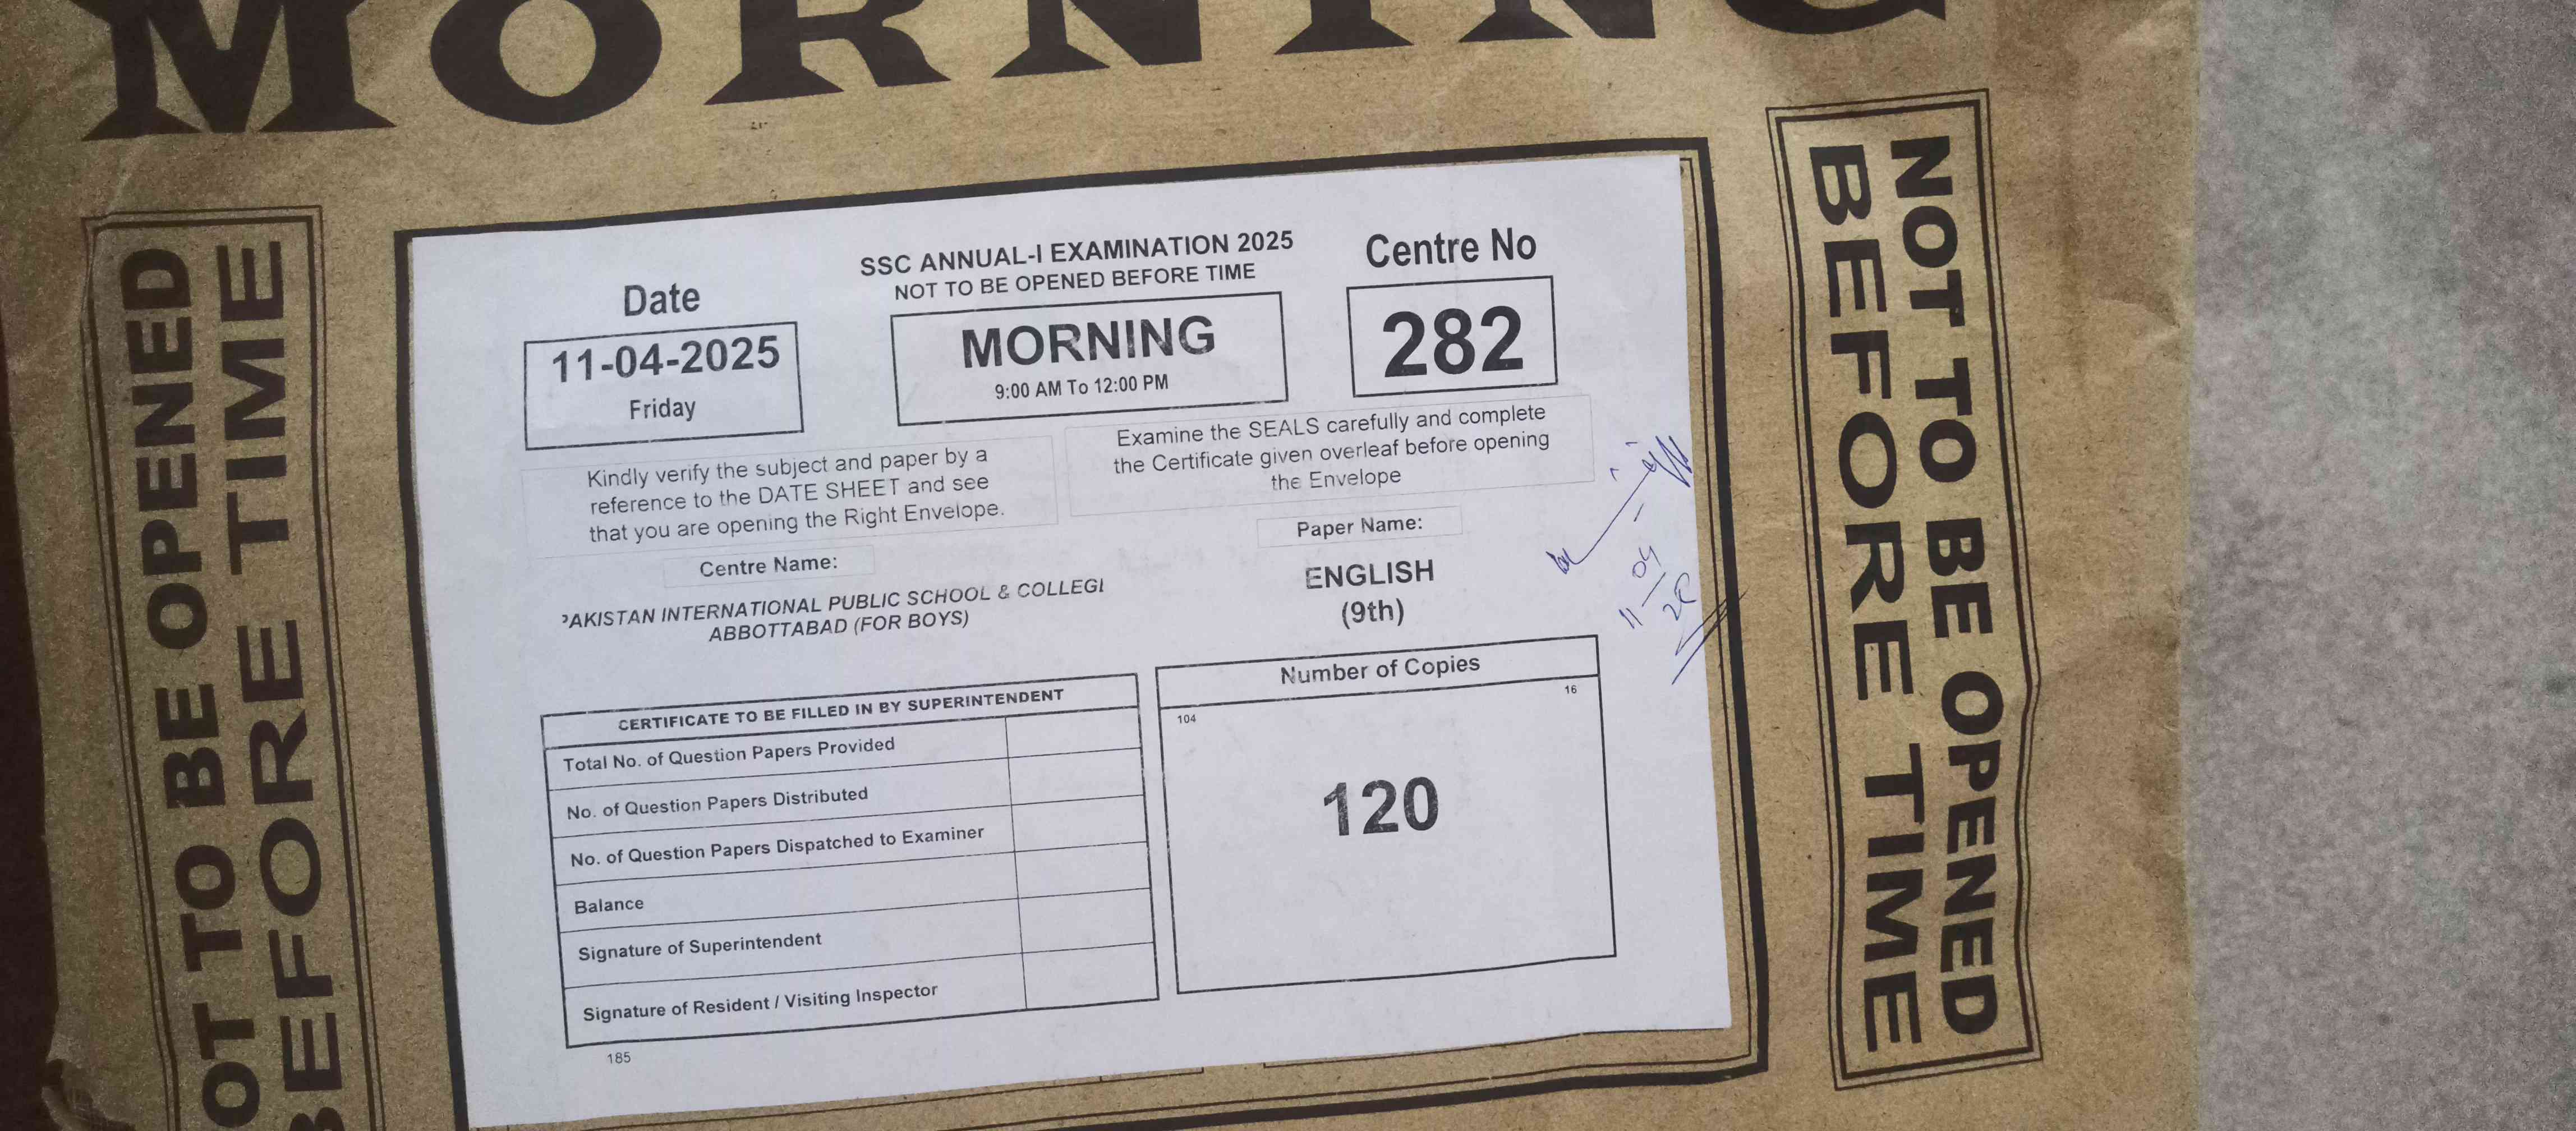 MORNING
NOT TO BE OPENED
BEFORE TIME
SSC ANNUAL-I EXAMINATION 2025
NOT TO BE OPENED BEFORE TIME
Date
11-04-2025
Friday
MORNING
9:00 AM To 12:00 PM
Centre No
282
Kindly verify the subject and paper by a
reference to the DATE SHEET and see
that you are opening the Right Envelope.
Examine the SEALS carefully and complete
the Certificate given overleaf before opening
the Envelope
Centre Name:
PAKISTAN INTERNATIONAL PUBLIC SCHOOL & COLLEGE
ABBOTTABAD (FOR BOYS)
Paper Name:
ENGLISH
(9th)
CERTIFICATE TO BE FILLED IN BY SUPERINTENDENT
Total No. of Question Papers Provided
No. of Question Papers Distributed
No. of Question Papers Dispatched to Examiner
Balance
Signature of Superintendent
Signature of Resident / Visiting Inspector
185
Number of Copies
104
16
120
11-04
NOT TO BE OPENED
BEFORE TIME